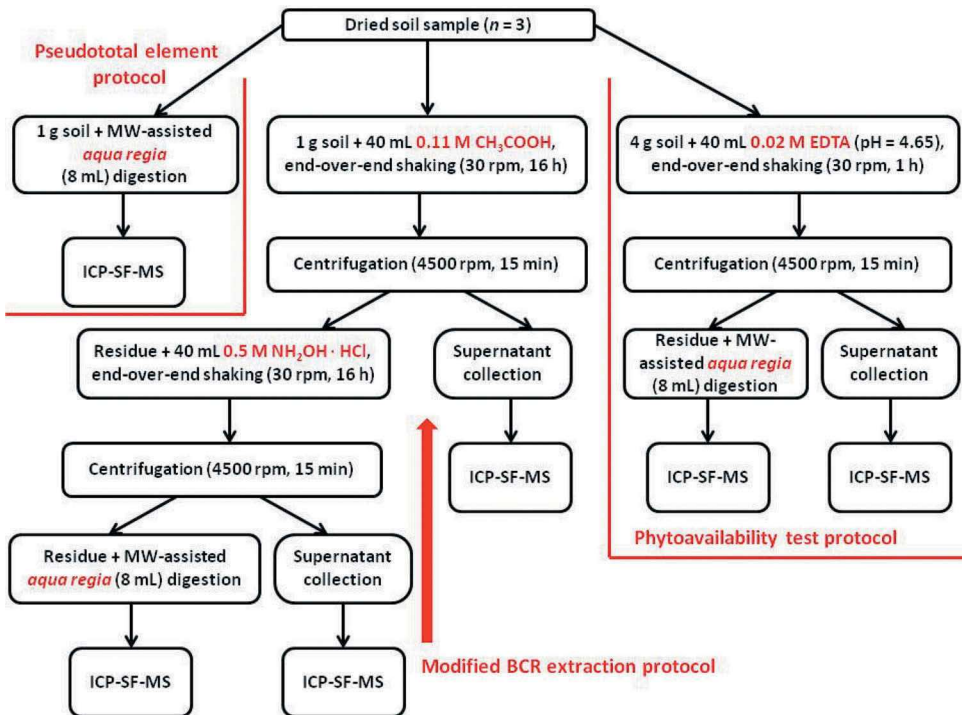 Dried soil sample (n = 3)
Pseudototal element
protocol
1 g soil + MW-assisted
aqua regia
(8 mL) digestion
ICP-SF-MS
1 g soil + 40 mL 0.11 M CH₃COOH,
end-over-end shaking (30 rpm, 16 h)
Centrifugation (4500 rpm, 15 min)
Residue + 40 mL 0.5 M NH₂OH · HCl,
end-over-end shaking (30 rpm, 16 h)
Supernatant
collection
ICP-SF-MS
Centrifugation (4500 rpm, 15 min)
Residue + MW-assisted
aqua regia (8 mL) digestion
Supernatant
collection
ICP-SF-MS
ICP-SF-MS
Modified BCR extraction protocol
4 g soil + 40 mL 0.02 M EDTA (pH = 4.65),
end-over-end shaking (30 rpm, 1 h)
Centrifugation (4500 rpm, 15 min)
Residue + MW-
assisted aqua regia
(8 mL) digestion
Supernatant
collection
ICP-SF-MS
ICP-SF-MS
Phytoavailability test protocol